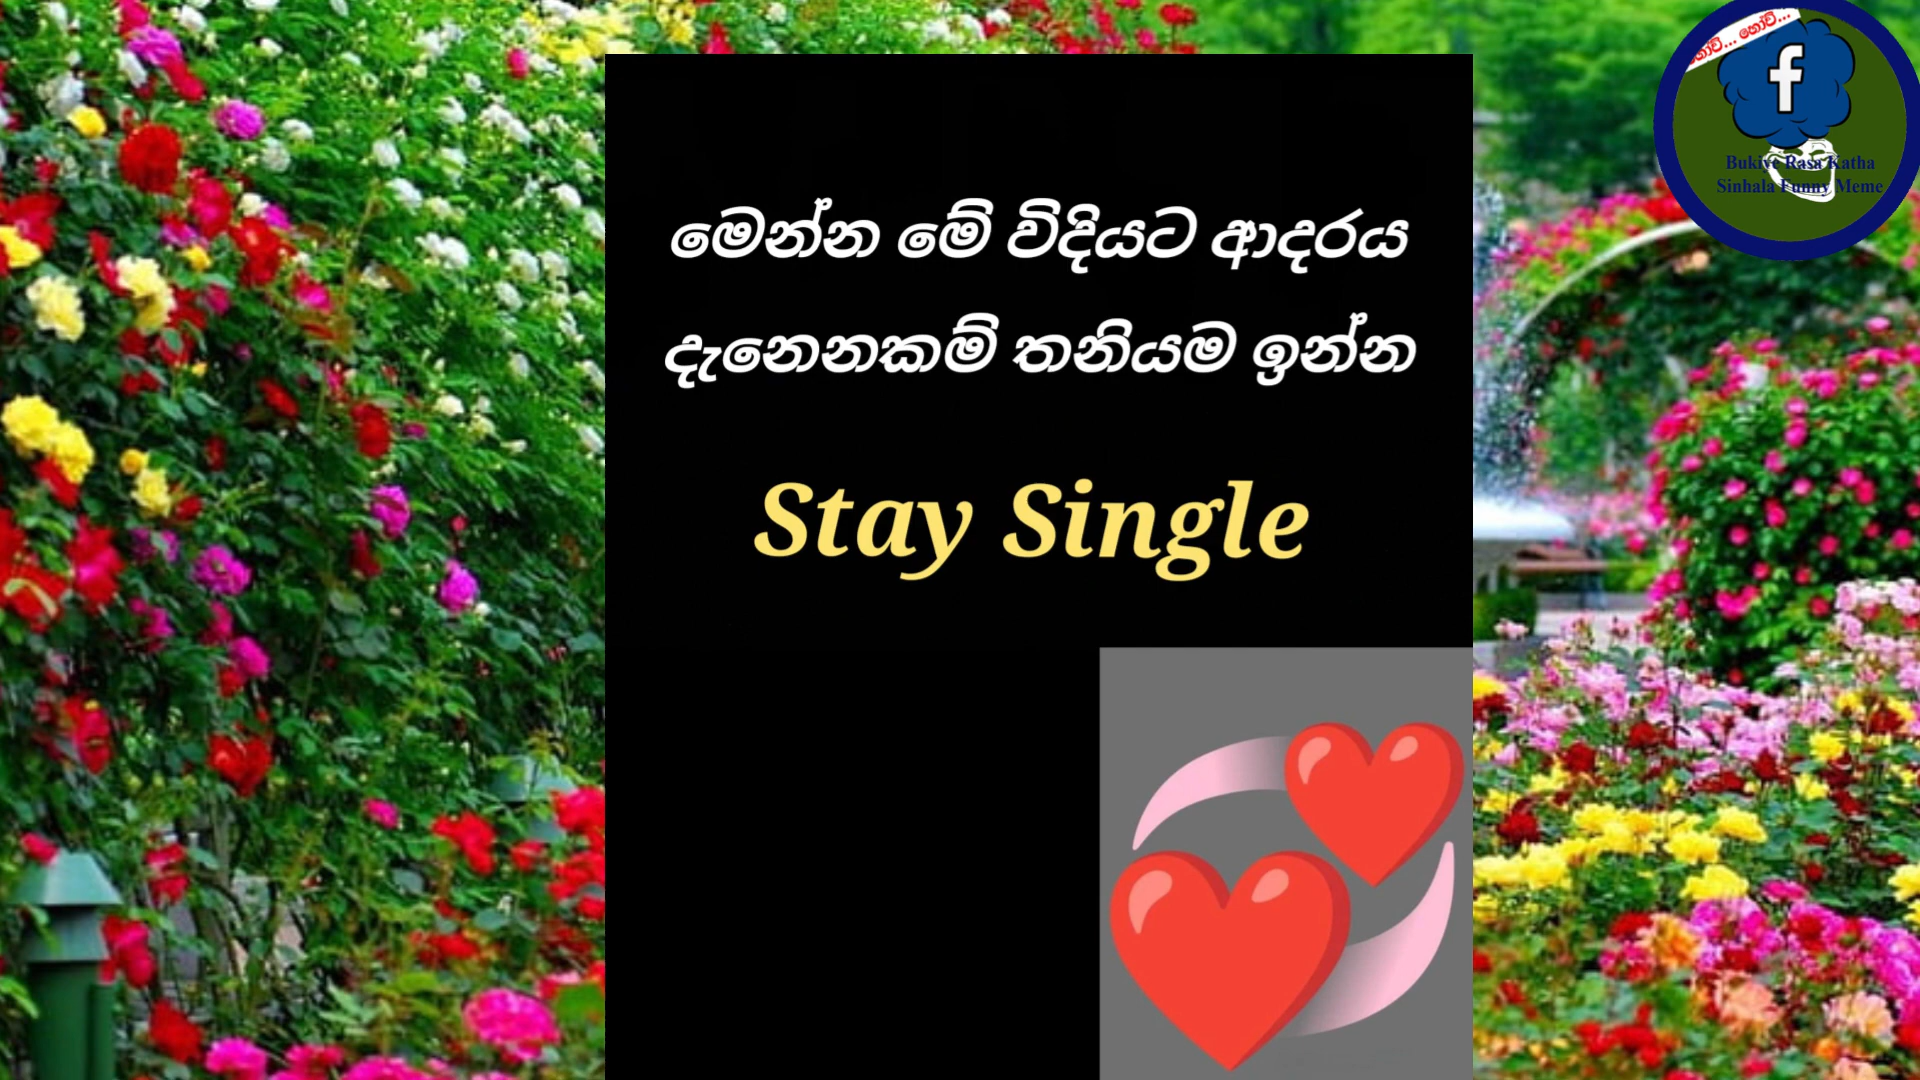 මෙන්න මේ විදියට ආදරය
දැනෙනකම් තනියම ඉන්න
Stay Single
හෝව්... හෝව්...
f
Bukiye Rasa Katha
Sinhala Funny Meme